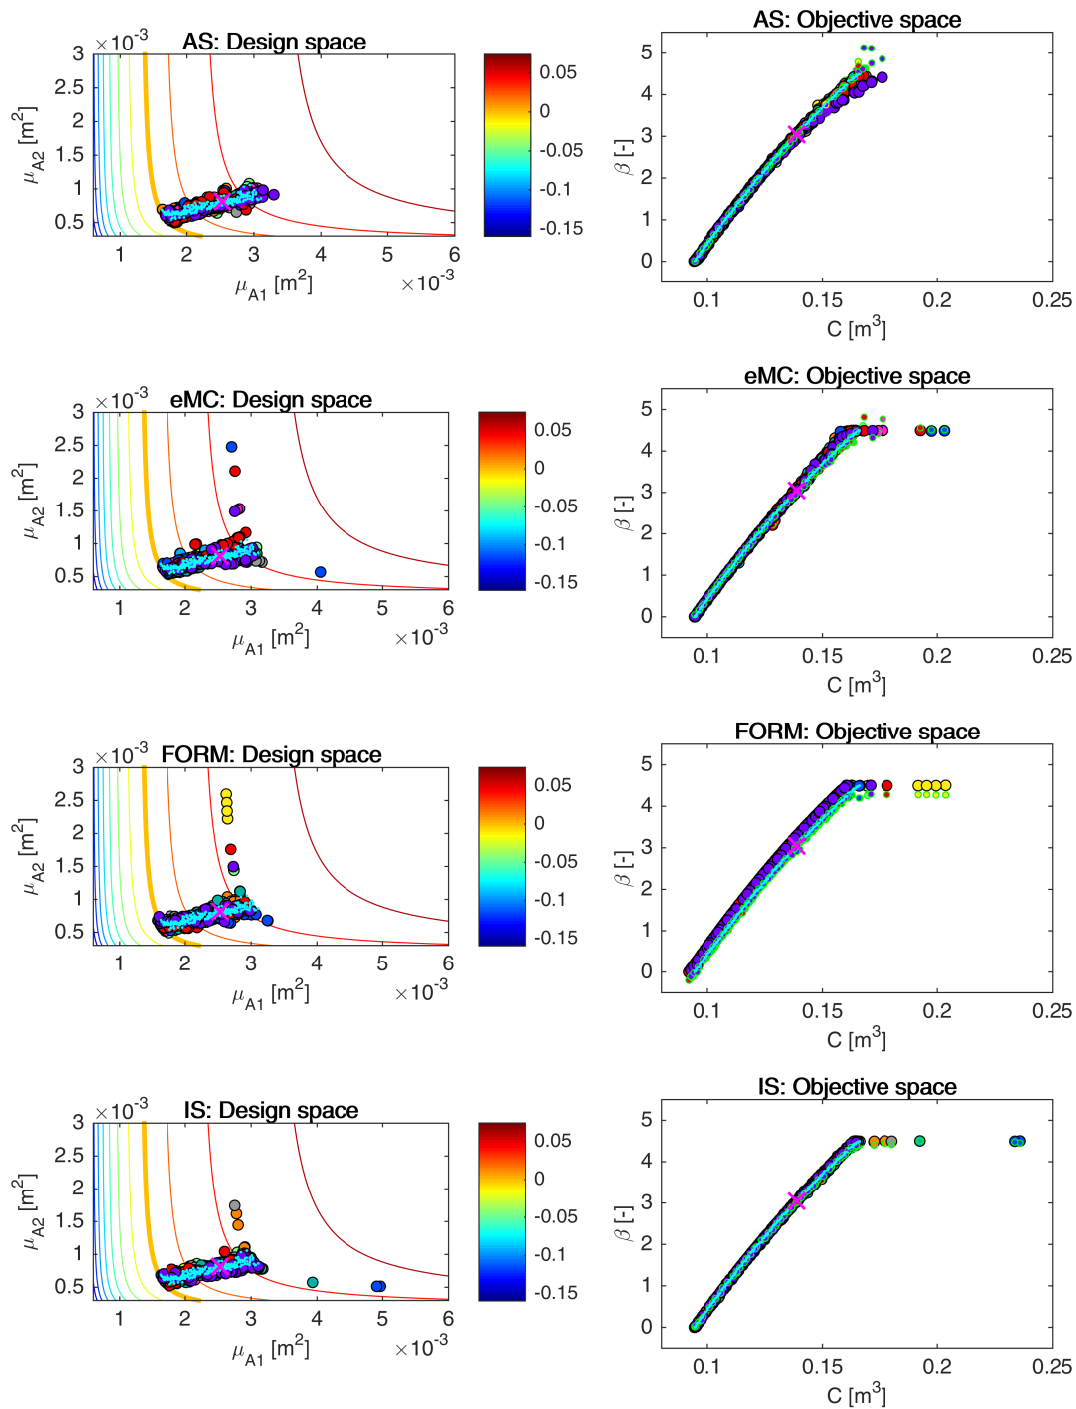 AS: Design space
×10⁻³
3
2.5
2
1.5
1
0.5
μA2 [m²]
1 2 3 4 5 6
μA1 [m²] ×10⁻³
0.05
0
-0.05
-0.1
-0.15
AS: Objective space
5
4
3
2
1
0
β [-]
0.1 0.15 0.2 0.25
C [m³]
eMC: Design space
×10⁻³
3
2.5
2
1.5
1
0.5
μA2 [m²]
1 2 3 4 5 6
μA1 [m²] ×10⁻³
0.05
0
-0.05
-0.1
-0.15
eMC: Objective space
5
4
3
2
1
0
β [-]
0.1 0.15 0.2 0.25
C [m³]
FORM: Design space
×10⁻³
3
2.5
2
1.5
1
0.5
μA2 [m²]
1 2 3 4 5 6
μA1 [m²] ×10⁻³
0.05
0
-0.05
-0.1
-0.15
FORM: Objective space
5
4
3
2
1
0
β [-]
0.1 0.15 0.2 0.25
C [m³]
IS: Design space
×10⁻³
3
2.5
2
1.5
1
0.5
μA2 [m²]
1 2 3 4 5 6
μA1 [m²] ×10⁻³
0.05
0
-0.05
-0.1
-0.15
IS: Objective space
5
4
3
2
1
0
β [-]
0.1 0.15 0.2 0.25
C [m³]